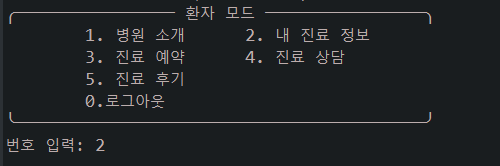 환자 모드
1. 병원 소개 2. 내 진료 정보
3. 진료 예약 4. 진료 상담
5. 진료 후기
0.로그아웃
번호 입력: 2